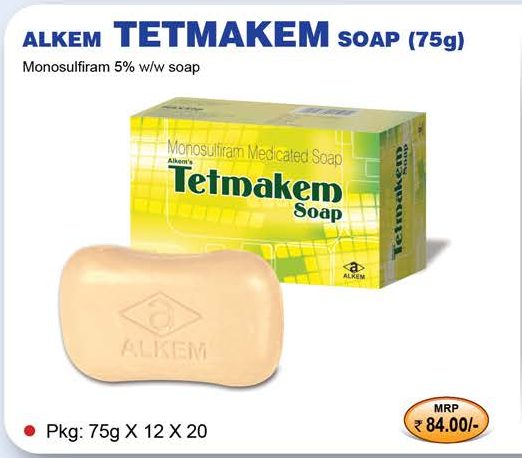 ALKEM TETMAKEM SOAP (75g)
Monosulfiram 5% w/w soap
Monosulfiram Medicated Soap
Alkem's
Tetmakem
Soap
Tetmakem
Soap
a
ALKEM
a
ALKEM
MRP
₹ 84.00/-
• Pkg: 75g X 12 X 20